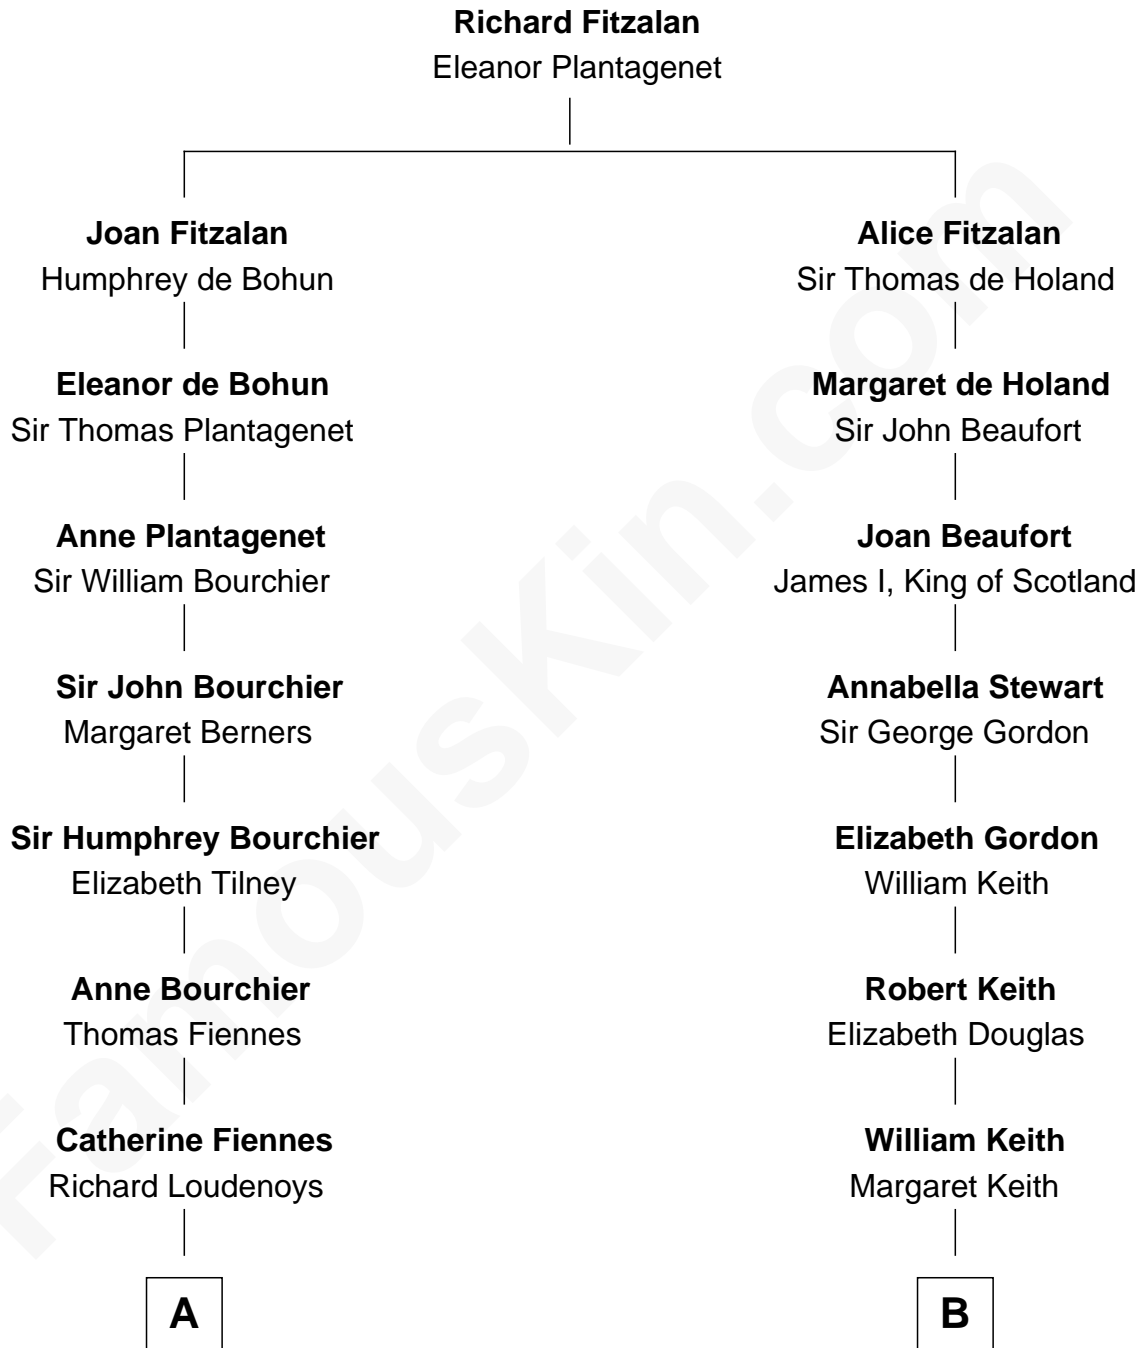 Richard Fitzalan
Eleanor Plantagenet
Joan Fitzalan
Humphrey de Bohun
Eleanor de Bohun
Sir Thomas Plantagenet
Anne Plantagenet
Sir William Bourchier
Sir John Bourchier
Margaret Berners
Sir Humphrey Bourchier
Elizabeth Tilney
Anne Bourchier
Thomas Fiennes
Catherine Fiennes
Richard Loudenoys
A
Alice Fitzalan
Sir Thomas de Holand
Margaret de Holand
Sir John Beaufort
Joan Beaufort
James I, King of Scotland
Annabella Stewart
Sir George Gordon
Elizabeth Gordon
William Keith
Robert Keith
Elizabeth Douglas
William Keith
Margaret Keith
B
FamousKin.com